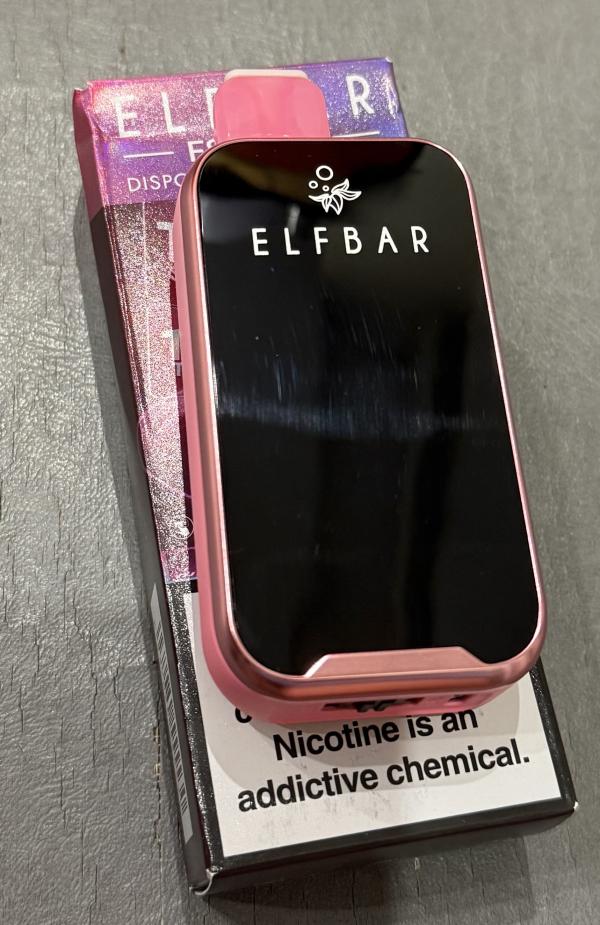 ELF R
DISPO
ELFBAR
Nicotine is an
addictive chemical.